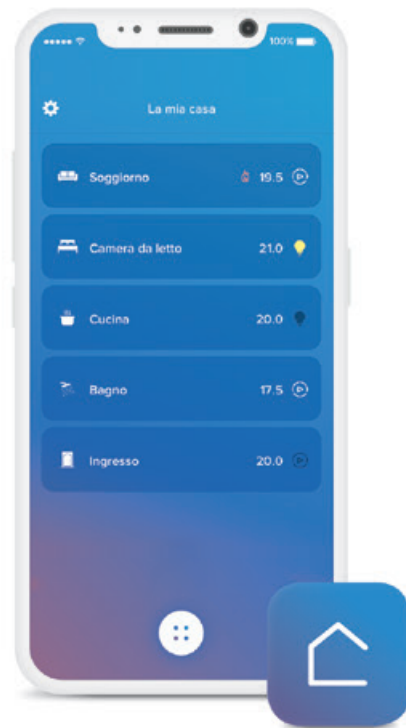 100%
La mia casa
Soggiorno 19.5
Camera da letto 21.0
Cucina 20.0
Bagno 17.5
Ingresso 20.0